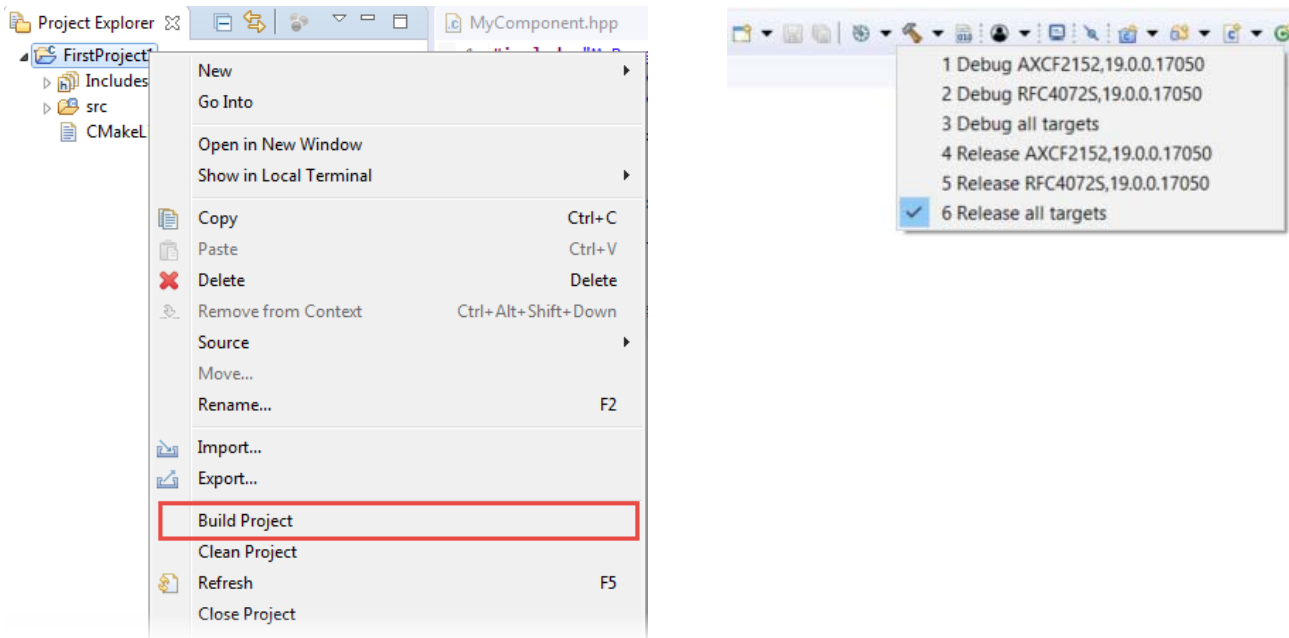 Project Explorer
MyComponent.hpp
FirstProject1
Includes
src
CMakeL
New
Go Into
Open in New Window
Show in Local Terminal
Copy Ctrl+C
Paste Ctrl+V
Delete Delete
Remove from Context Ctrl+Alt+Shift+Down
Source
Move...
Rename... F2
Import...
Export...
Build Project
Clean Project
Refresh F5
Close Project
1 Debug AXCF2152,19.0.0.17050
2 Debug RFC4072S,19.0.0.17050
3 Debug all targets
4 Release AXCF2152,19.0.0.17050
5 Release RFC4072S,19.0.0.17050
6 Release all targets